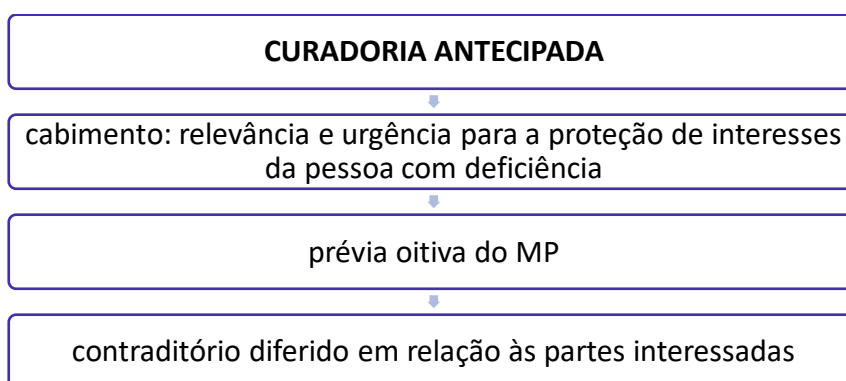 CURADORIA ANTECIPADA
cabimento: relevância e urgência para a proteção de interesses
da pessoa com deficiência
prévia oitiva do MP
contraditório diferido em relação às partes interessadas